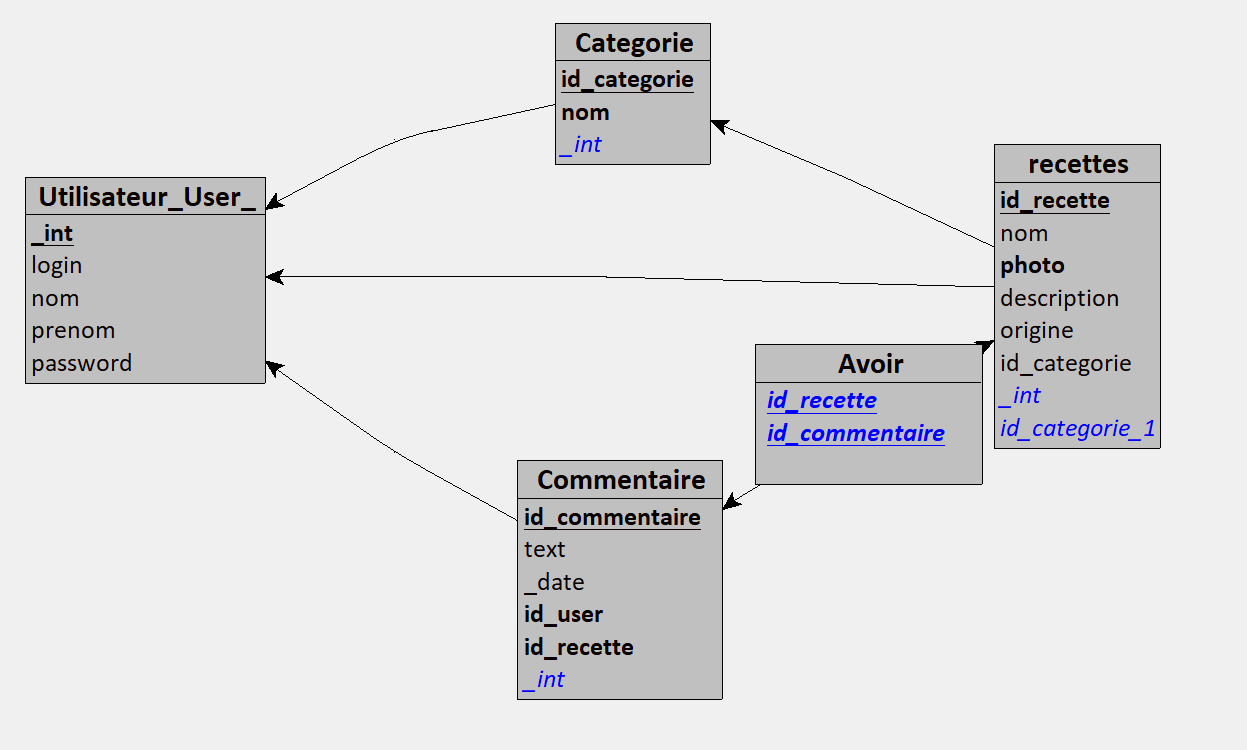 Categorie
id_categorie
nom
_int
Utilisateur_User_
_int
login
nom
prenom
password
recettes
id_recette
nom
photo
description
origine
id_categorie
_int
id_categorie_1
Avoir
id_recette
id_commentaire
Commentaire
id_commentaire
text
_date
id_user
id_recette
_int